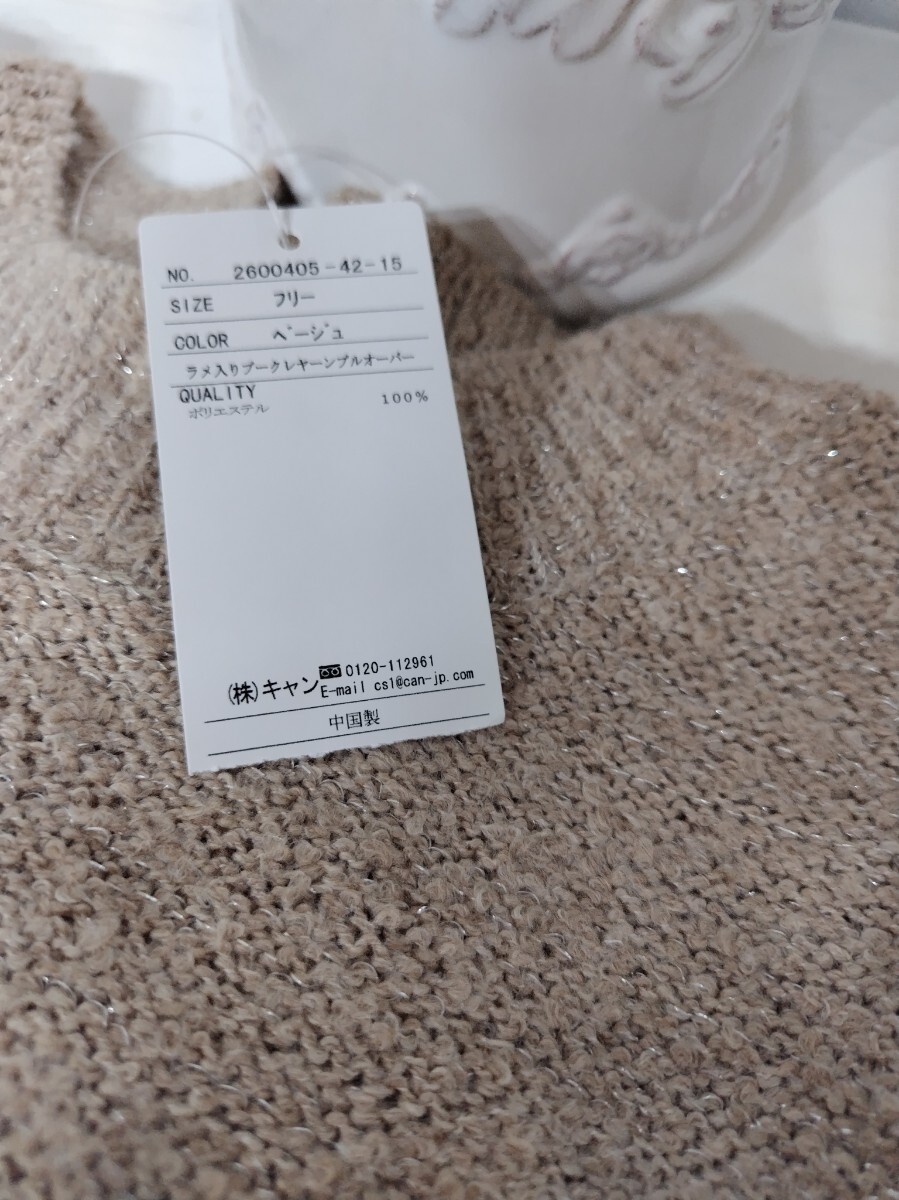 NO. 2600405-42-15
SIZE フリー
COLOR ベージュ
ラメ入りブークレヤーンプルオーバー
QUALITY
ポリエステル 100%
(株)キャン 0120-112961
E-mail cs1@can-jp.com
中国製